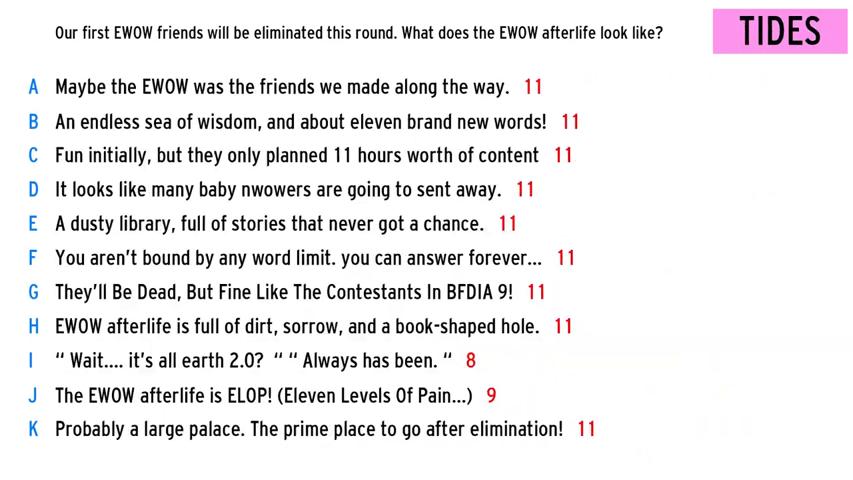 Our first EWOW friends will be eliminated this round. What does the EWOW afterlife look like?
TIDES
A Maybe the EWOW was the friends we made along the way. 11
B An endless sea of wisdom, and about eleven brand new words! 11
C Fun initially, but they only planned 11 hours worth of content 11
D It looks like many baby nwowers are going to sent away. 11
E A dusty library, full of stories that never got a chance. 11
F You aren't bound by any word limit. you can answer forever... 11
G They'll Be Dead, But Fine Like The Contestants In BFDIA 9! 11
H EWOW afterlife is full of dirt, sorrow, and a book-shaped hole. 11
I “ Wait.... it's all earth 2.0? “ “ Always has been. “ 8
J The EWOW afterlife is ELOP! (Eleven Levels Of Pain...) 9
K Probably a large palace. The prime place to go after elimination! 11